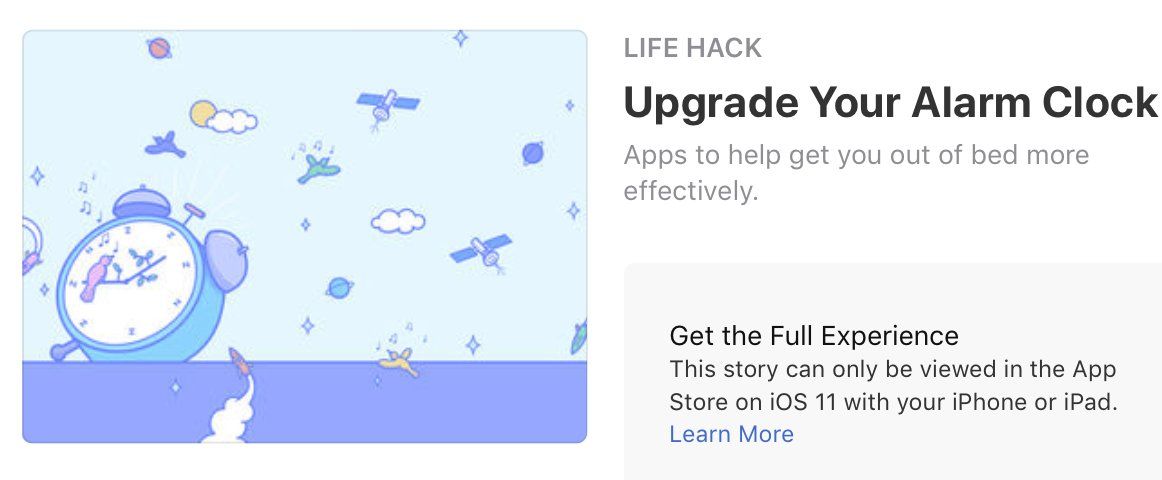 LIFE HACK
Upgrade Your Alarm Clock
Apps to help get you out of bed more
effectively.
Get the Full Experience
This story can only be viewed in the App
Store on iOS 11 with your iPhone or iPad.
Learn More